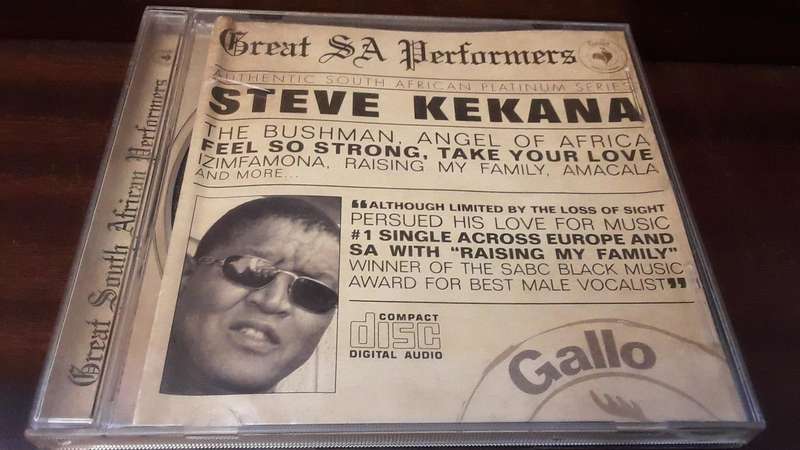 Great SA Performers
AUTHENTIC SOUTH AFRICAN PLATINUM SERIES
STEVE KEKANA
THE BUSHMAN, ANGEL OF AFRICA
FEEL SO STRONG, TAKE YOUR LOVE
IZIMFAMONA, RAISING MY FAMILY, AMACALA
AND MORE...
❝ALTHOUGH LIMITED BY THE LOSS OF SIGHT
PERSUED HIS LOVE FOR MUSIC
#1 SINGLE ACROSS EUROPE AND
SA WITH "RAISING MY FAMILY"
WINNER OF THE SABC BLACK MUSIC
AWARD FOR BEST MALE VOCALIST❞
COMPACT
disc
DIGITAL AUDIO
Gallo
Great South African Performers